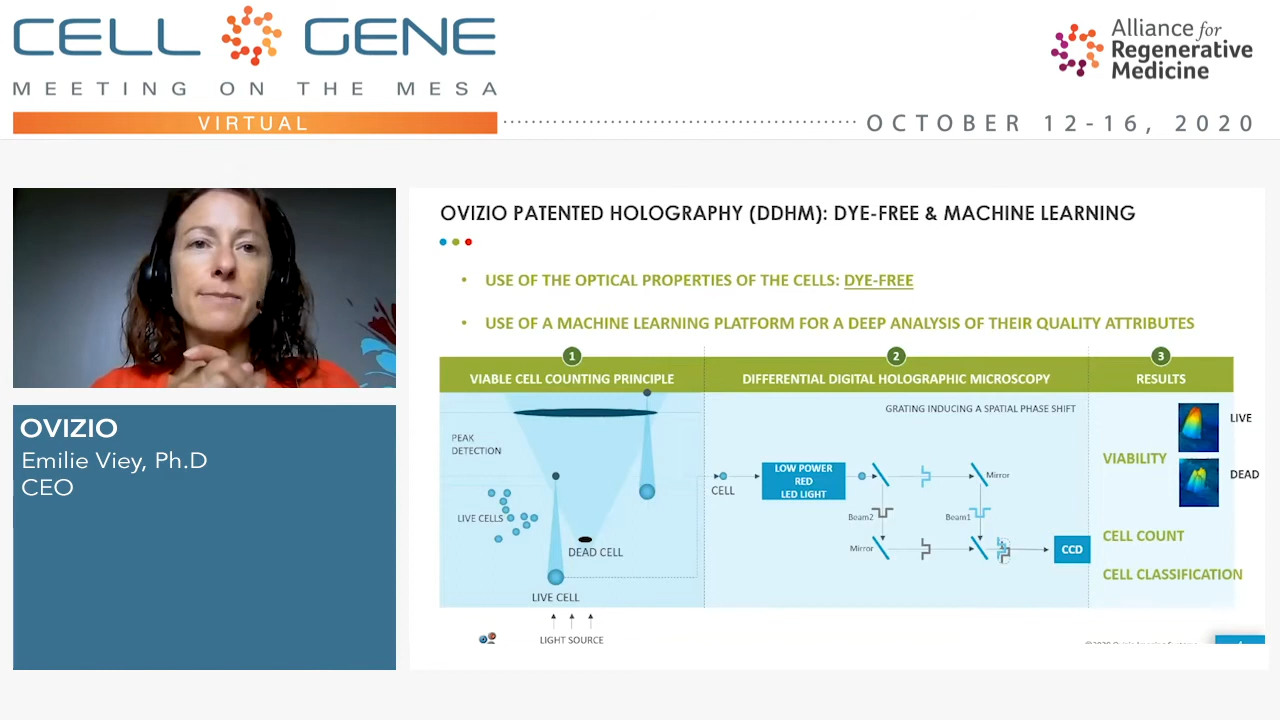 CELL GENE
MEETING ON THE MESA
VIRTUAL
Alliance for
Regenerative
Medicine
OCTOBER 12-16, 2020
OVIZIO
Emilie Viey, Ph.D
CEO
OVIZIO PATENTED HOLOGRAPHY (DDHM): DYE-FREE & MACHINE LEARNING
• USE OF THE OPTICAL PROPERTIES OF THE CELLS: DYE-FREE
• USE OF A MACHINE LEARNING PLATFORM FOR A DEEP ANALYSIS OF THEIR QUALITY ATTRIBUTES
1
VIABLE CELL COUNTING PRINCIPLE
PEAK
DETECTION
LIVE CELLS
DEAD CELL
LIVE CELL
LIGHT SOURCE
2
DIFFERENTIAL DIGITAL HOLOGRAPHIC MICROSCOPY
GRATING INDUCING A SPATIAL PHASE SHIFT
CELL
LOW POWER
RED
LED LIGHT
Mirror
Beam2
Beam1
Mirror
CCD
3
RESULTS
LIVE
VIABILITY
DEAD
CELL COUNT
CELL CLASSIFICATION